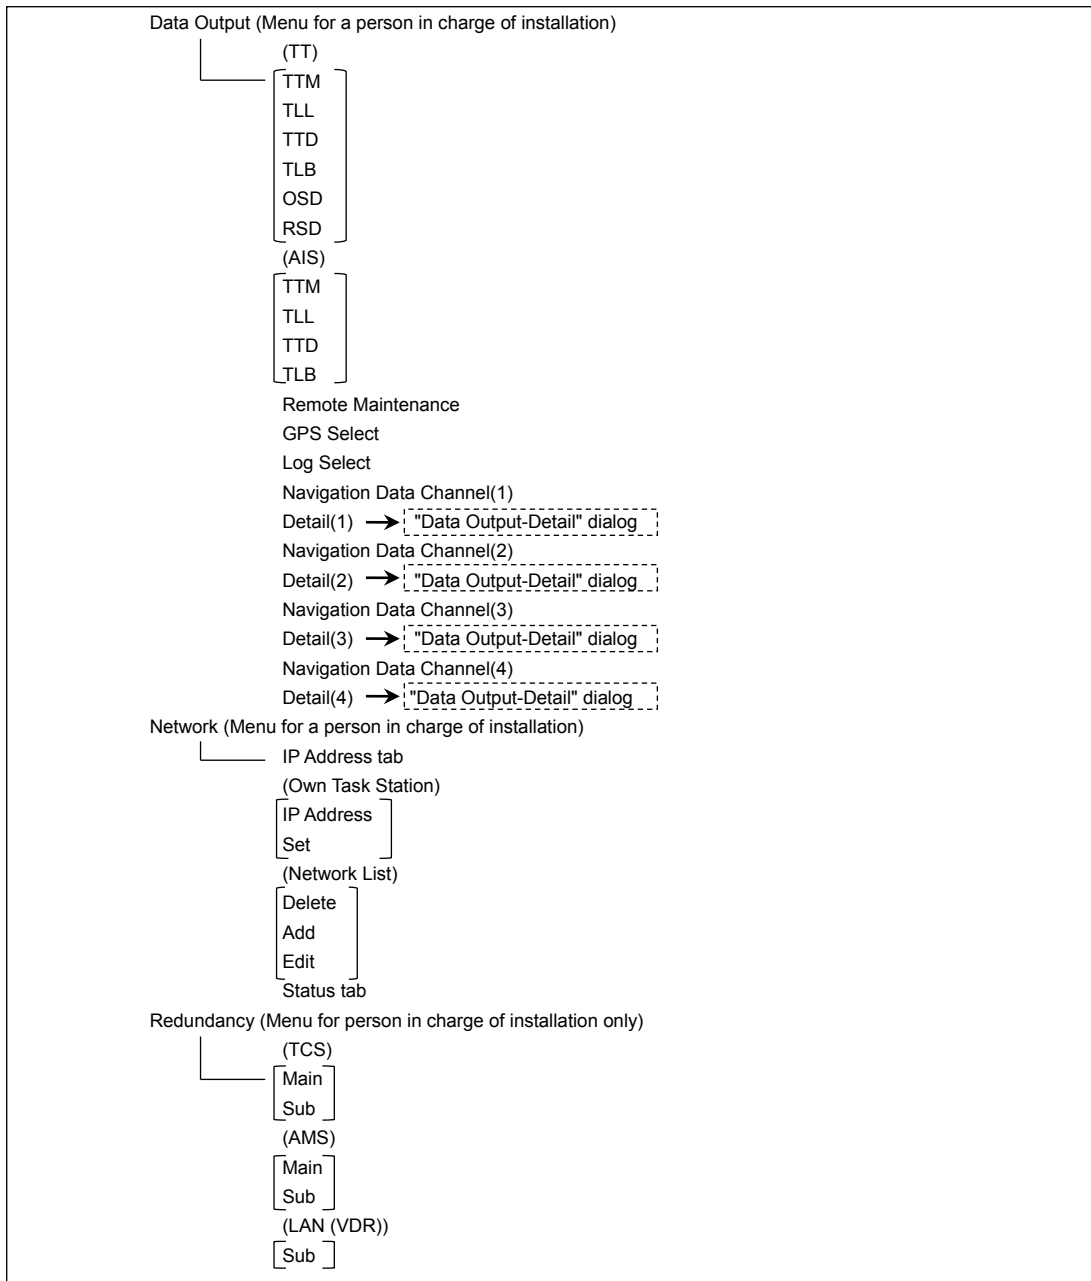 Data Output (Menu for a person in charge of installation)
(TT)
TTM
TLL
TTD
TLB
OSD
RSD
(AIS)
TTM
TLL
TTD
TLB
Remote Maintenance
GPS Select
Log Select
Navigation Data Channel(1)
Detail(1) "Data Output-Detail" dialog
Navigation Data Channel(2)
Detail(2) "Data Output-Detail" dialog
Navigation Data Channel(3)
Detail(3) "Data Output-Detail" dialog
Navigation Data Channel(4)
Detail(4) "Data Output-Detail" dialog
Network (Menu for a person in charge of installation)
IP Address tab
(Own Task Station)
IP Address
Set
(Network List)
Delete
Add
Edit
Status tab
Redundancy (Menu for person in charge of installation only)
(TCS)
Main
Sub
(AMS)
Main
Sub
(LAN (VDR))
Sub